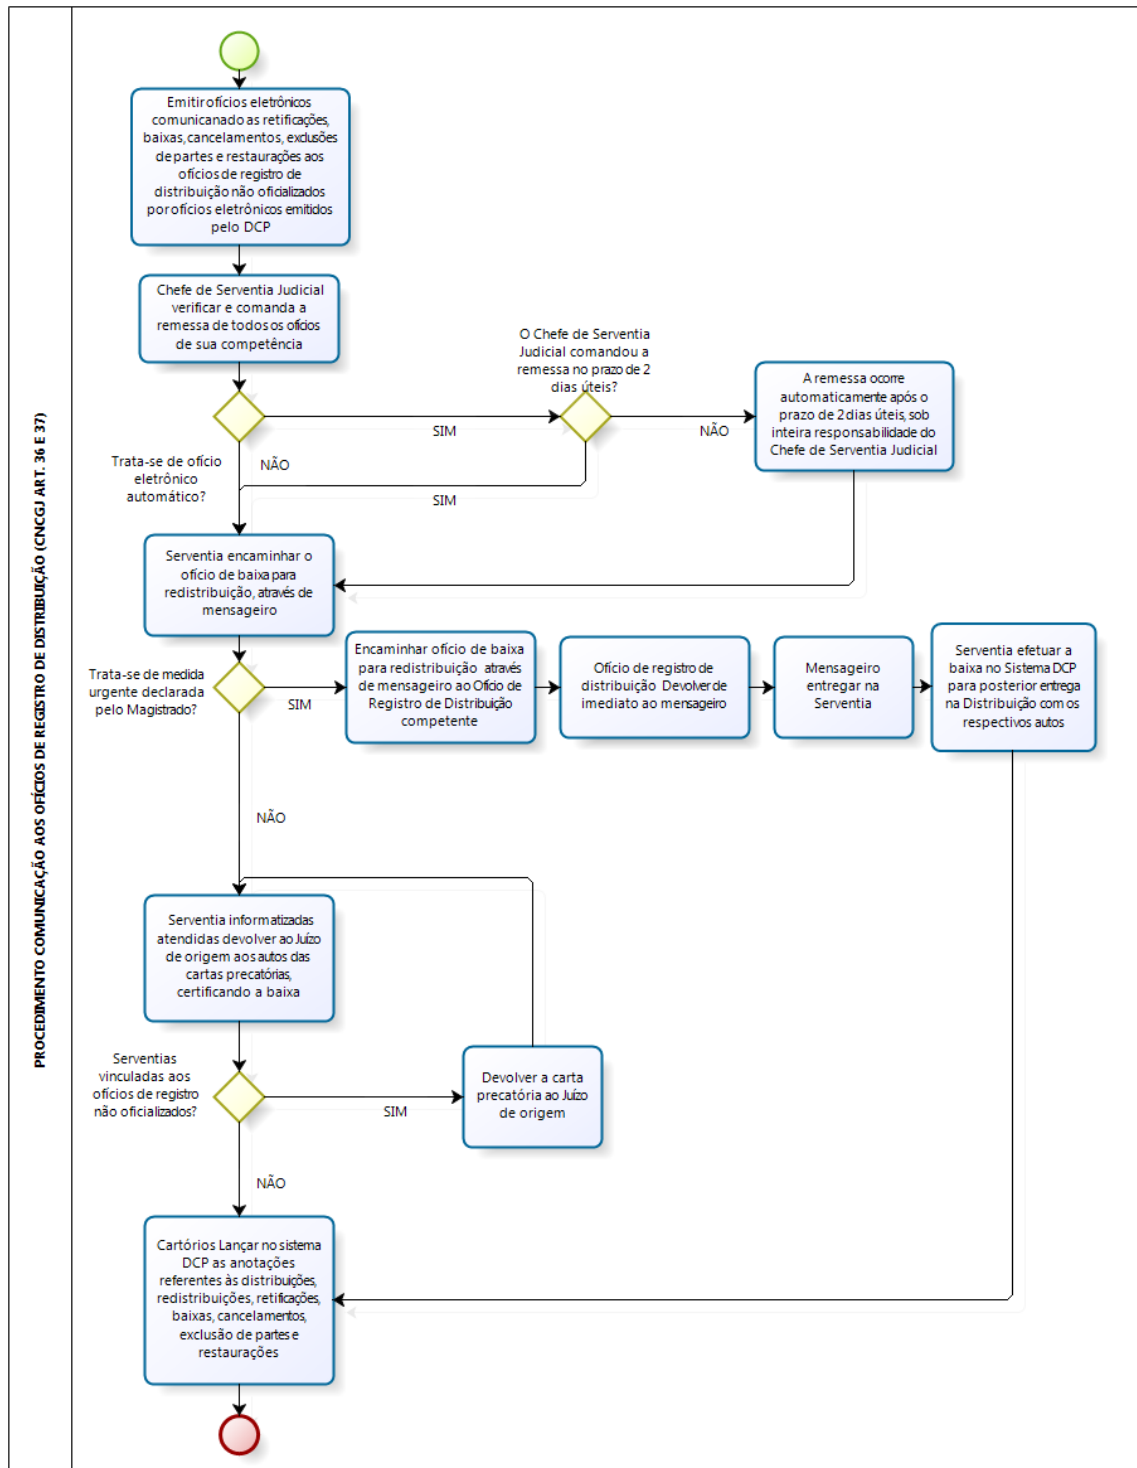 PROCEDIMENTO COMUNICAÇÃO AOS OFÍCIOS DE REGISTRO DE DISTRIBUIÇÃO (CNCGJ ART. 36 E 37)
Emitir ofícios eletrônicos
comunicanado as retificações,
baixas, cancelamentos, exclusões
de partes e restaurações aos
ofícios de registro de
distribuição não oficializados
por ofícios eletrônicos emitidos
pelo DCP
Chefe de Serventia Judicial
verificar e comanda a
remessa de todos os ofícios
de sua competência
O Chefe de Serventia
Judicial comandou a
remessa no prazo de 2
dias úteis?
A remessa ocorre
automaticamente após o
prazo de 2 dias úteis, sob
inteira responsabilidade do
Chefe de Serventia Judicial
SIM
NÃO
Trata-se de ofício
eletrônico
automático?
NÃO
SIM
Serventia encaminhar o
ofício de baixa para
redistribuição, através de
mensageiro
Trata-se de medida
urgente declarada
pelo Magistrado?
SIM
Encaminhar ofício de baixa
para redistribuição através
de mensageiro ao Ofício de
Registro de Distribuição
competente
Ofício de registro de
distribuição Devolver de
imediato ao mensageiro
Mensageiro
entregar na
Serventia
Serventia efetuar a
baixa no Sistema DCP
para posterior entrega
na Distribuição com os
respectivos autos
NÃO
Serventia informatizadas
atendidas devolver ao Juízo
de origem aos autos das
cartas precatórias,
certificando a baixa
Serventias
vinculadas aos
ofícios de registro
não oficializados?
SIM
Devolver a carta
precatória ao Juízo
de origem
NÃO
Cartórios Lançar no sistema
DCP as anotações
referentes às distribuições,
redistribuições, retificações,
baixas, cancelamentos,
exclusão de partes e
restaurações